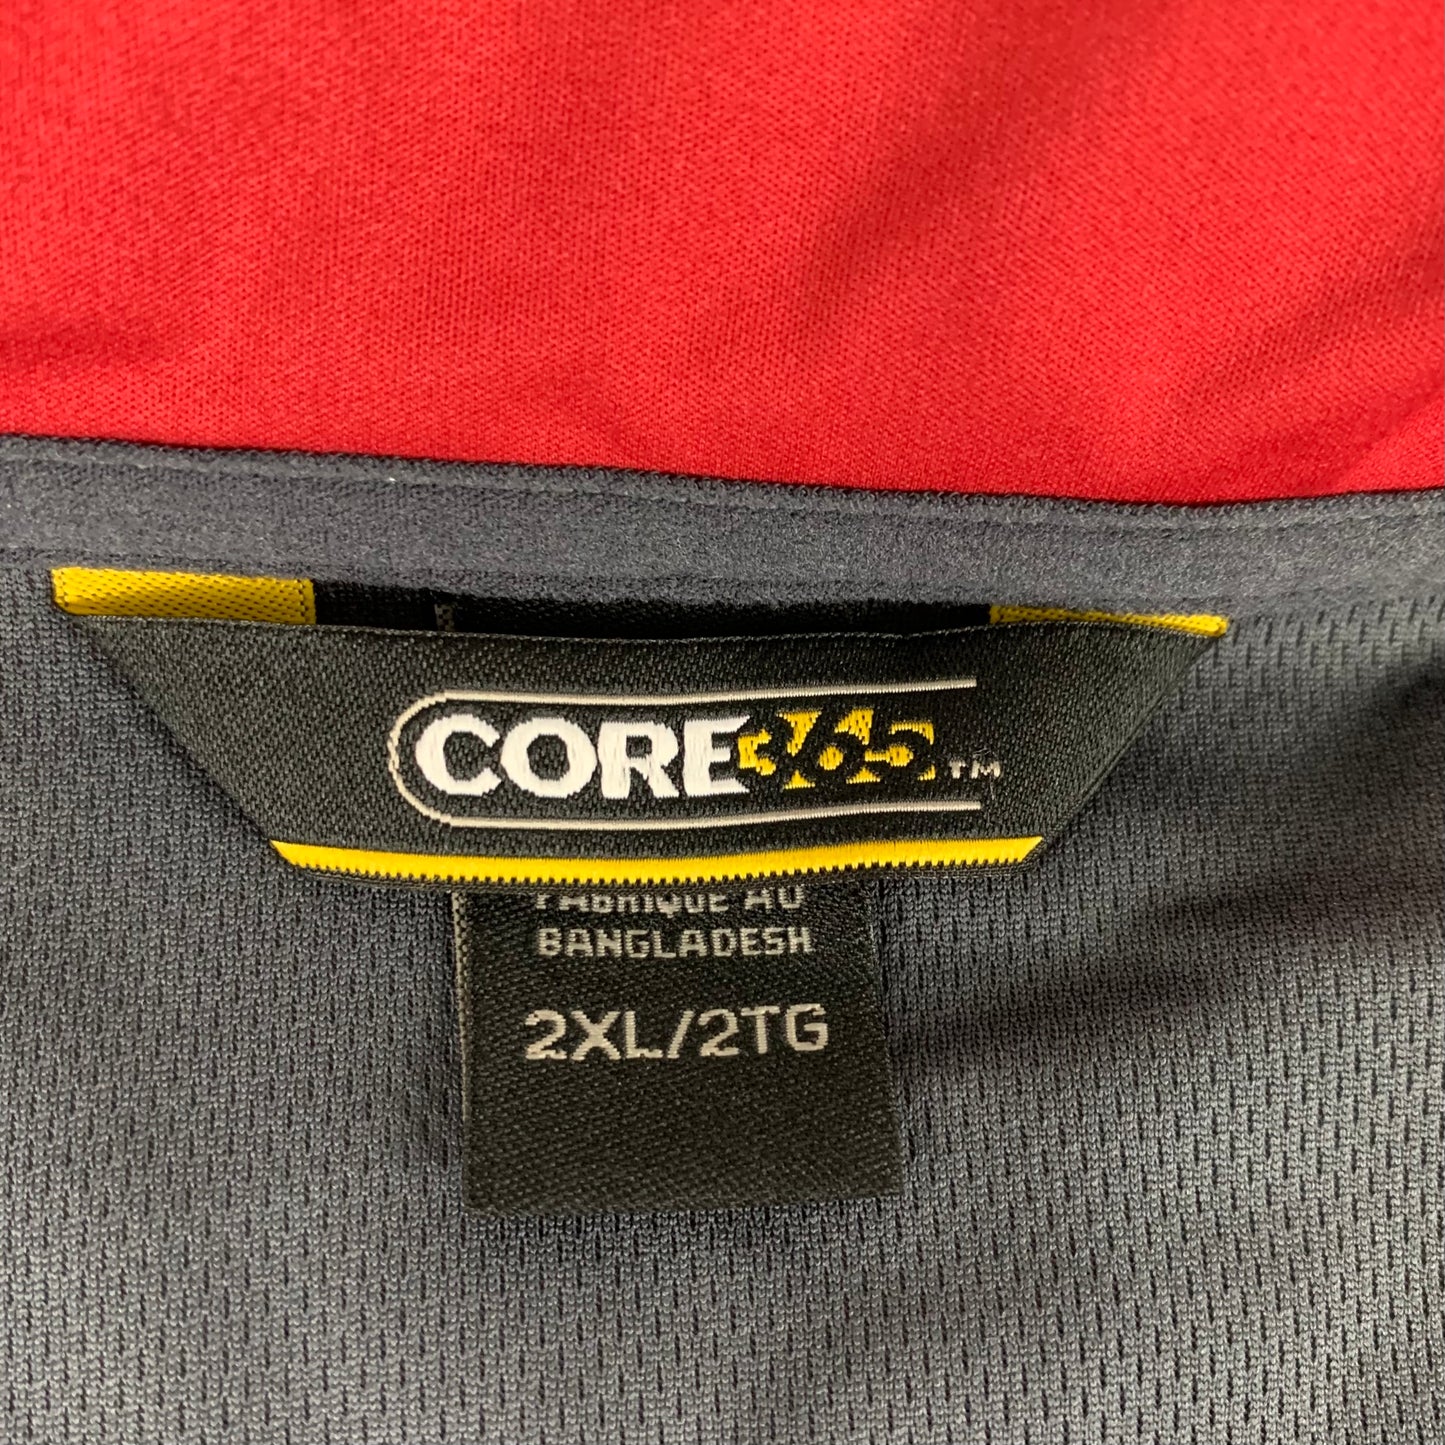 CORE365™
FABRIQUE AU
BANGLADESH
2XL/2TG